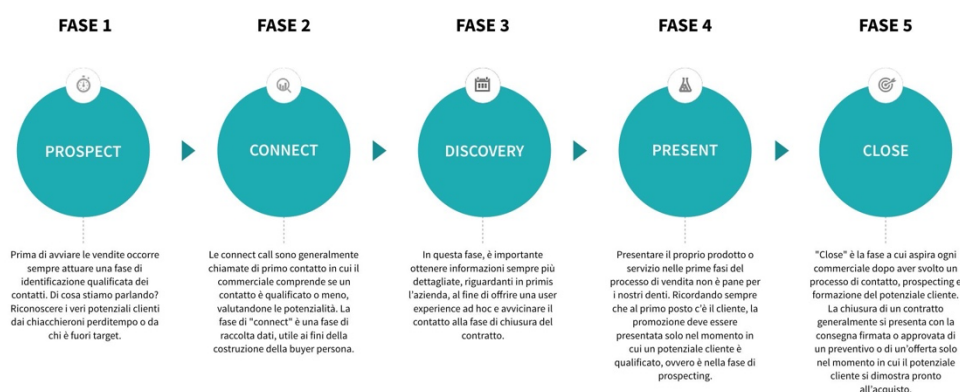 FASE 1
PROSPECT
Prima di avviare le vendite occorre
sempre attuare una fase di
identificazione qualificata dei
contatti. Di cosa stiamo parlando?
Riconoscere i veri potenziali clienti
dai chiacchieroni perditempo o da
chi è fuori target.
FASE 2
CONNECT
Le connect call sono generalmente
chiamate di primo contatto in cui il
commerciale comprende se un
contatto è qualificato o meno,
valutandone le potenzialità. La
fase di "connect" è una fase di
raccolta dati, utile ai fini della
costruzione della buyer persona.
FASE 3
DISCOVERY
In questa fase, è importante
ottenere informazioni sempre più
dettagliate, riguardanti in primis
l'azienda, al fine di offrire una user
experience ad hoc e avvicinare il
contatto alla fase di chiusura del
contratto.
FASE 4
PRESENT
Presentare il proprio prodotto o
servizio nelle prime fasi del
processo di vendita non è pane per
i nostri denti. Ricordando sempre
che al primo posto c'è il cliente, la
promozione deve essere
presentata solo nel momento in
cui un potenziale cliente è
qualificato, ovvero è nella fase di
prospecting.
FASE 5
CLOSE
"Close" è la fase a cui aspira ogni
commerciale dopo aver svolto un
processo di contatto, prospecting e
formazione del potenziale cliente.
La chiusura di un contratto
generalmente si presenta con la
consegna firmata o approvata di
un preventivo o di un'offerta solo
nel momento in cui il potenziale
cliente si dimostra pronto
all'acquisto.